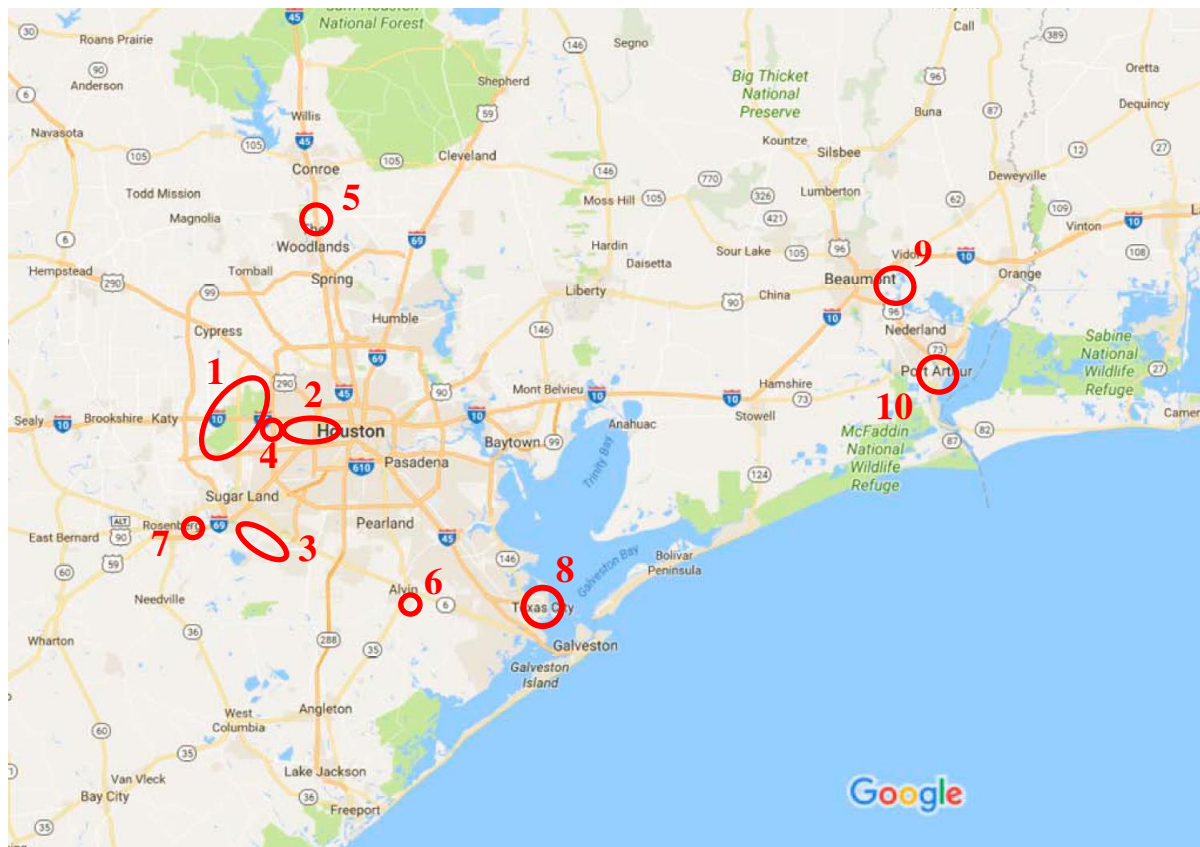 Sam Houston
National Forest
45
146
Segno
Call
389
30
Roans Prairie
96
Oretta
90
Anderson
Shepherd
Big Thicket
National
Preserve
Buna
87
Dequincy
6
59
Willis
Kountze
Navasota
45
Silsbee
12
27
105
105
Cleveland
146
Conroe
770
Deweyville
Todd Mission
5
Moss Hill
105
326
Lumberton
62
109
Magnolia
421
10
Vinton
The
Woodlands
69
Hardin
Sour Lake
105
96
Vidor
9
6
Hempstead
290
Tomball
Spring
Daisetta
Beaumont
10
Orange
108
99
Liberty
90
China
96
Cypress
Humble
146
10
Nederland
Sabine
National
Wildlife
Refuge
69
73
27
1
290
45
90
Mont Belvieu
Hamshire
Port Arthur
2
10
73
Sealy
10
Brookshire
Katy
10
10
Stowell
10
Camer
Houston
Anahuac
82
4
Baytown
99
McFaddin
National
Wildlife
Refuge
87
610
Pasadena
Trinity Bay
124
Sugar Land
ALT
90
Rosenberg
69
Pearland
East Bernard
7
3
45
59
146
Galveston Bay
Bolivar
Peninsula
60
8
Needville
Alvin
6
6
Texas City
36
Wharton
288
35
Galveston
Galveston
Island
60
West
Columbia
Angleton
35
Van Vleck
Lake Jackson
Bay City
36
Freeport
35
Google